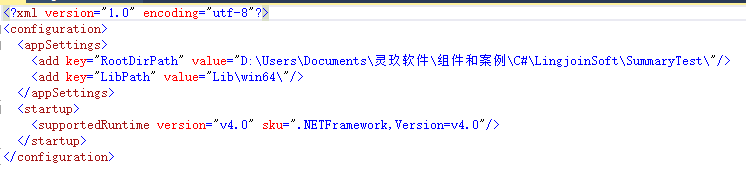 <?xml version="1.0" encoding="utf-8"?>
<configuration>
<appSettings>
<add key="RootDirPath" value="D:\Users\Documents\灵玖软件\组件和案例\C#\LingjoinSoft\SummaryTest\"/>
<add key="LibPath" value="Lib\win64\"/>
</appSettings>
<startup>
<supportedRuntime version="v4.0" sku=".NETFramework,Version=v4.0"/>
</startup>
</configuration>